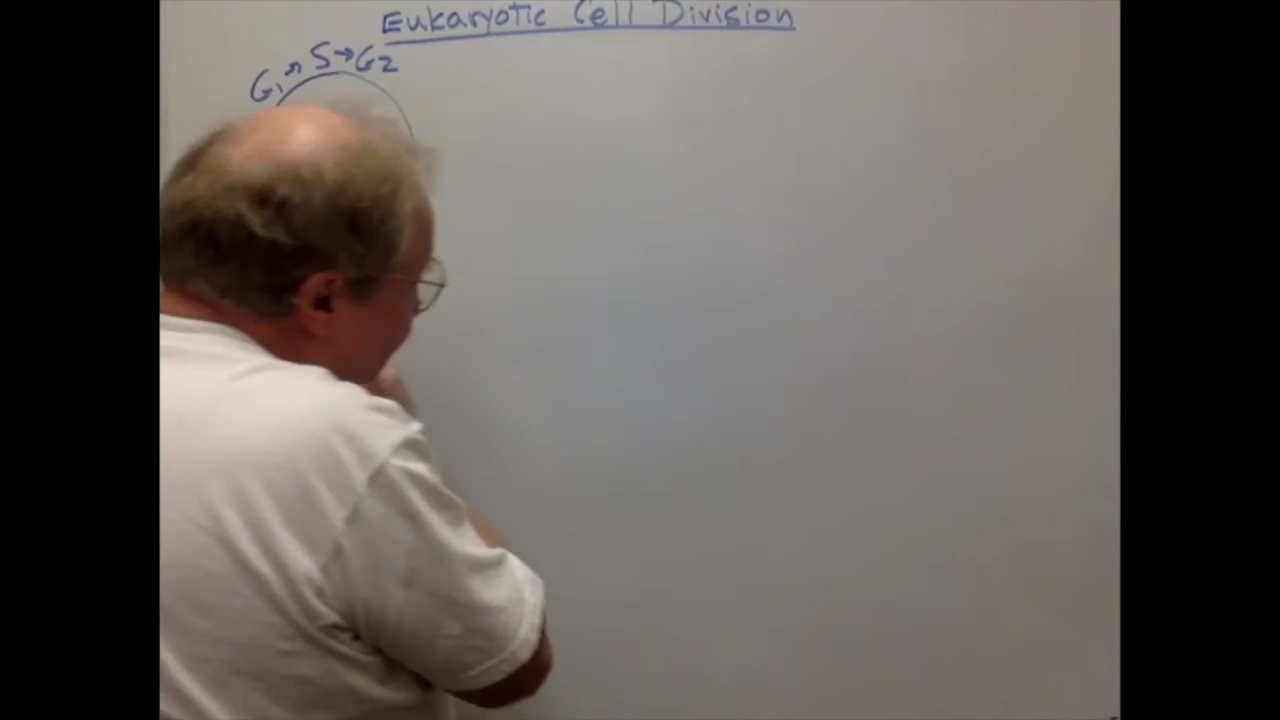 Eukaryotic Cell Division
G₁ → S → G2